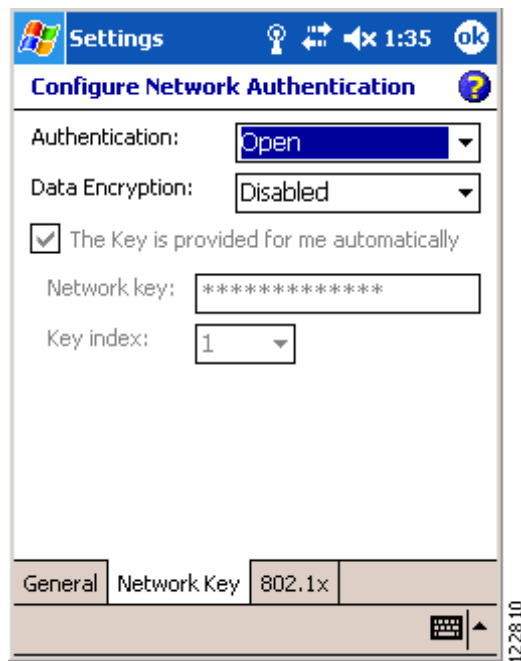 Settings 1:35 ok
Configure Network Authentication ?
Authentication: Open
Data Encryption: Disabled
The Key is provided for me automatically
Network key: *************
Key index: 1
General Network Key 802.1x
122810